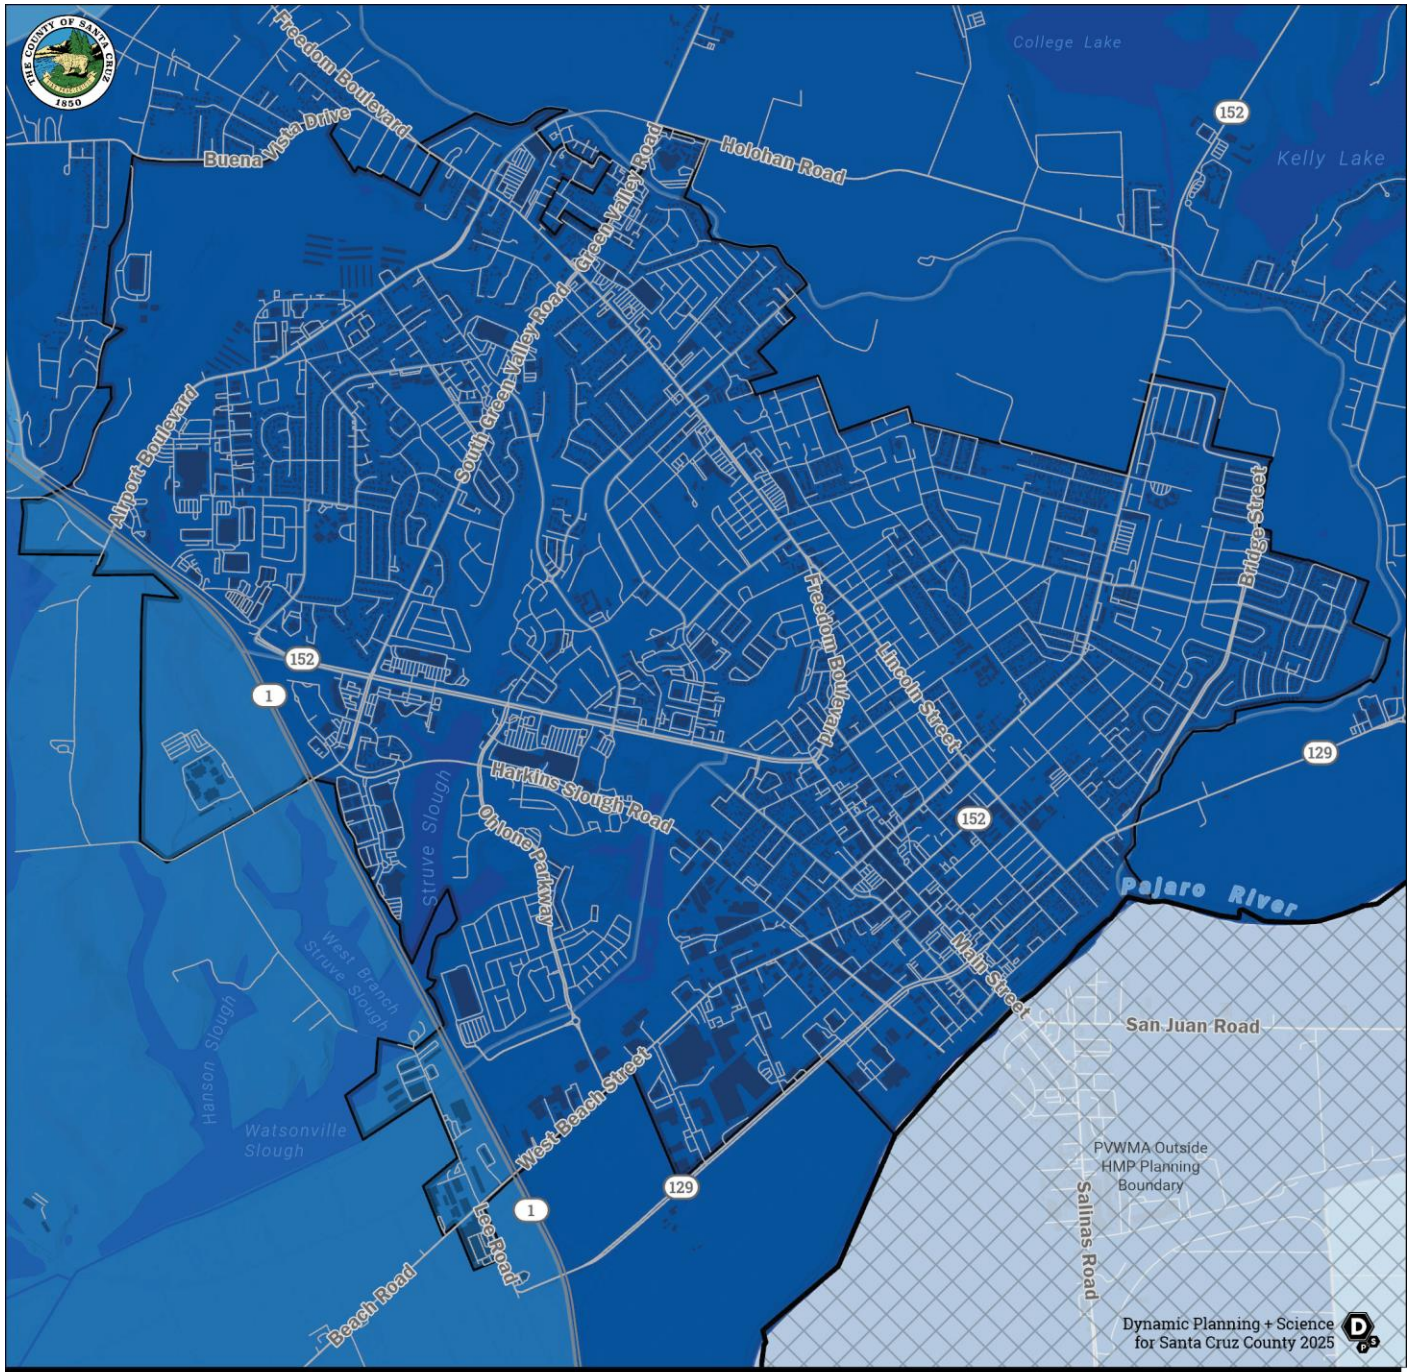 THE COUNTY OF SANTA CRUZ
1850
Freedom Boulevard
College Lake
152
Buena Vista Drive
Holohan Road
Kelly Lake
Green Valley Road
South Green Valley Road
Airport Boulevard
Bridge Street
Freedom Boulevard
Lincoln Street
152
1
129
Harkins Slough Road
Struve Slough
Ohlone Parkway
152
Pajaro River
West Branch
Struve Slough
Main Street
Hanson Slough
San Juan Road
Watsonville
Slough
West Beach Street
PVWMA Outside
HMP Planning
Boundary
129
Salinas Road
1
Lee Road
Beach Road
Dynamic Planning + Science
for Santa Cruz County 2025
D
P
S